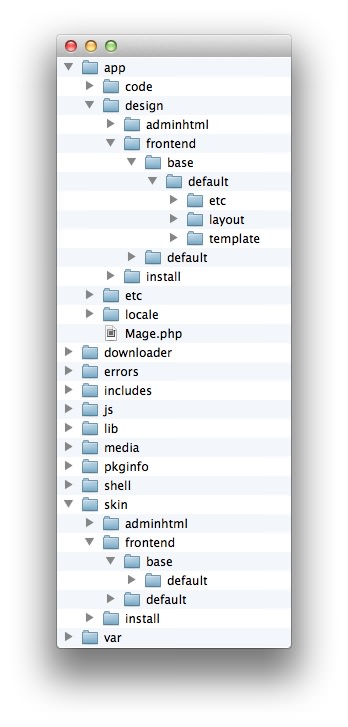 app
code
design
adminhtml
frontend
base
default
etc
layout
template
default
install
etc
locale
Mage.php
downloader
errors
includes
js
lib
media
pkginfo
shell
skin
adminhtml
frontend
base
default
default
install
var